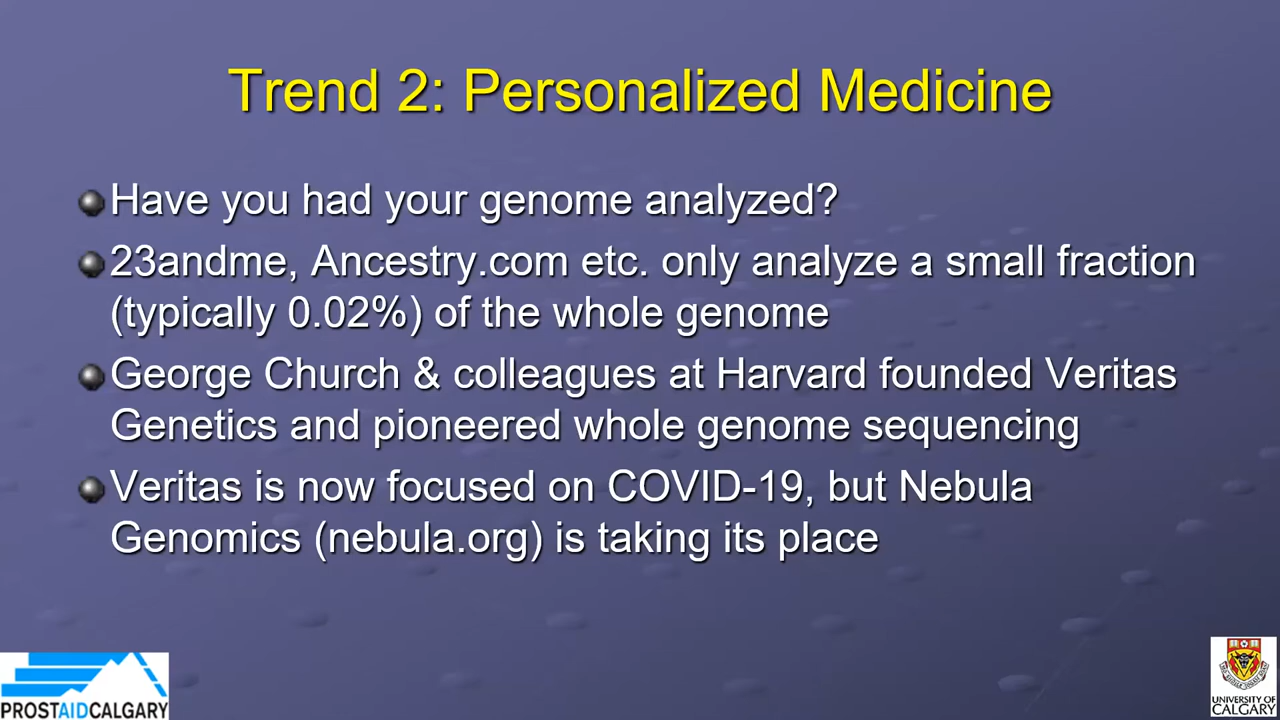 Trend 2: Personalized Medicine
Have you had your genome analyzed?
23andme, Ancestry.com etc. only analyze a small fraction
(typically 0.02%) of the whole genome
George Church & colleagues at Harvard founded Veritas
Genetics and pioneered whole genome sequencing
Veritas is now focused on COVID-19, but Nebula
Genomics (nebula.org) is taking its place
PROSTAIDCALGARY
UNIVERSITY OF
CALGARY